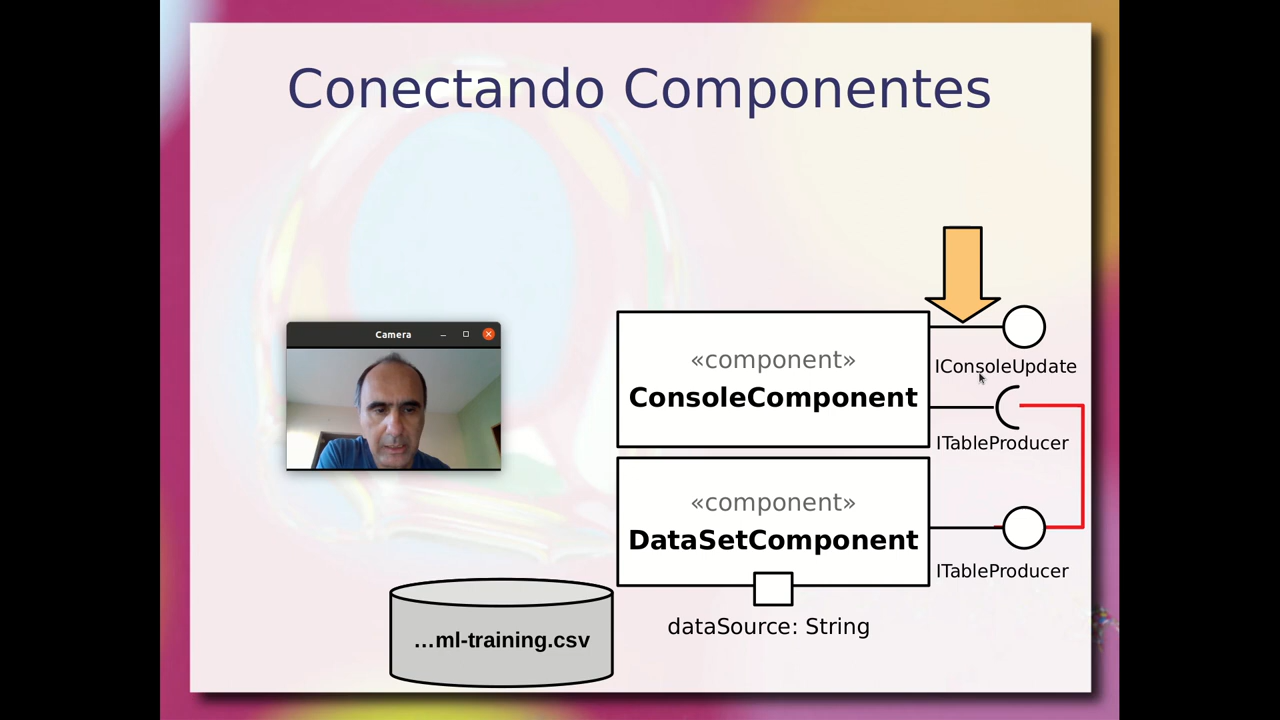 Conectando Componentes
Camera
«component»
ConsoleComponent
IConsoleUpdate
ITableProducer
«component»
DataSetComponent
ITableProducer
dataSource: String
...ml-training.csv